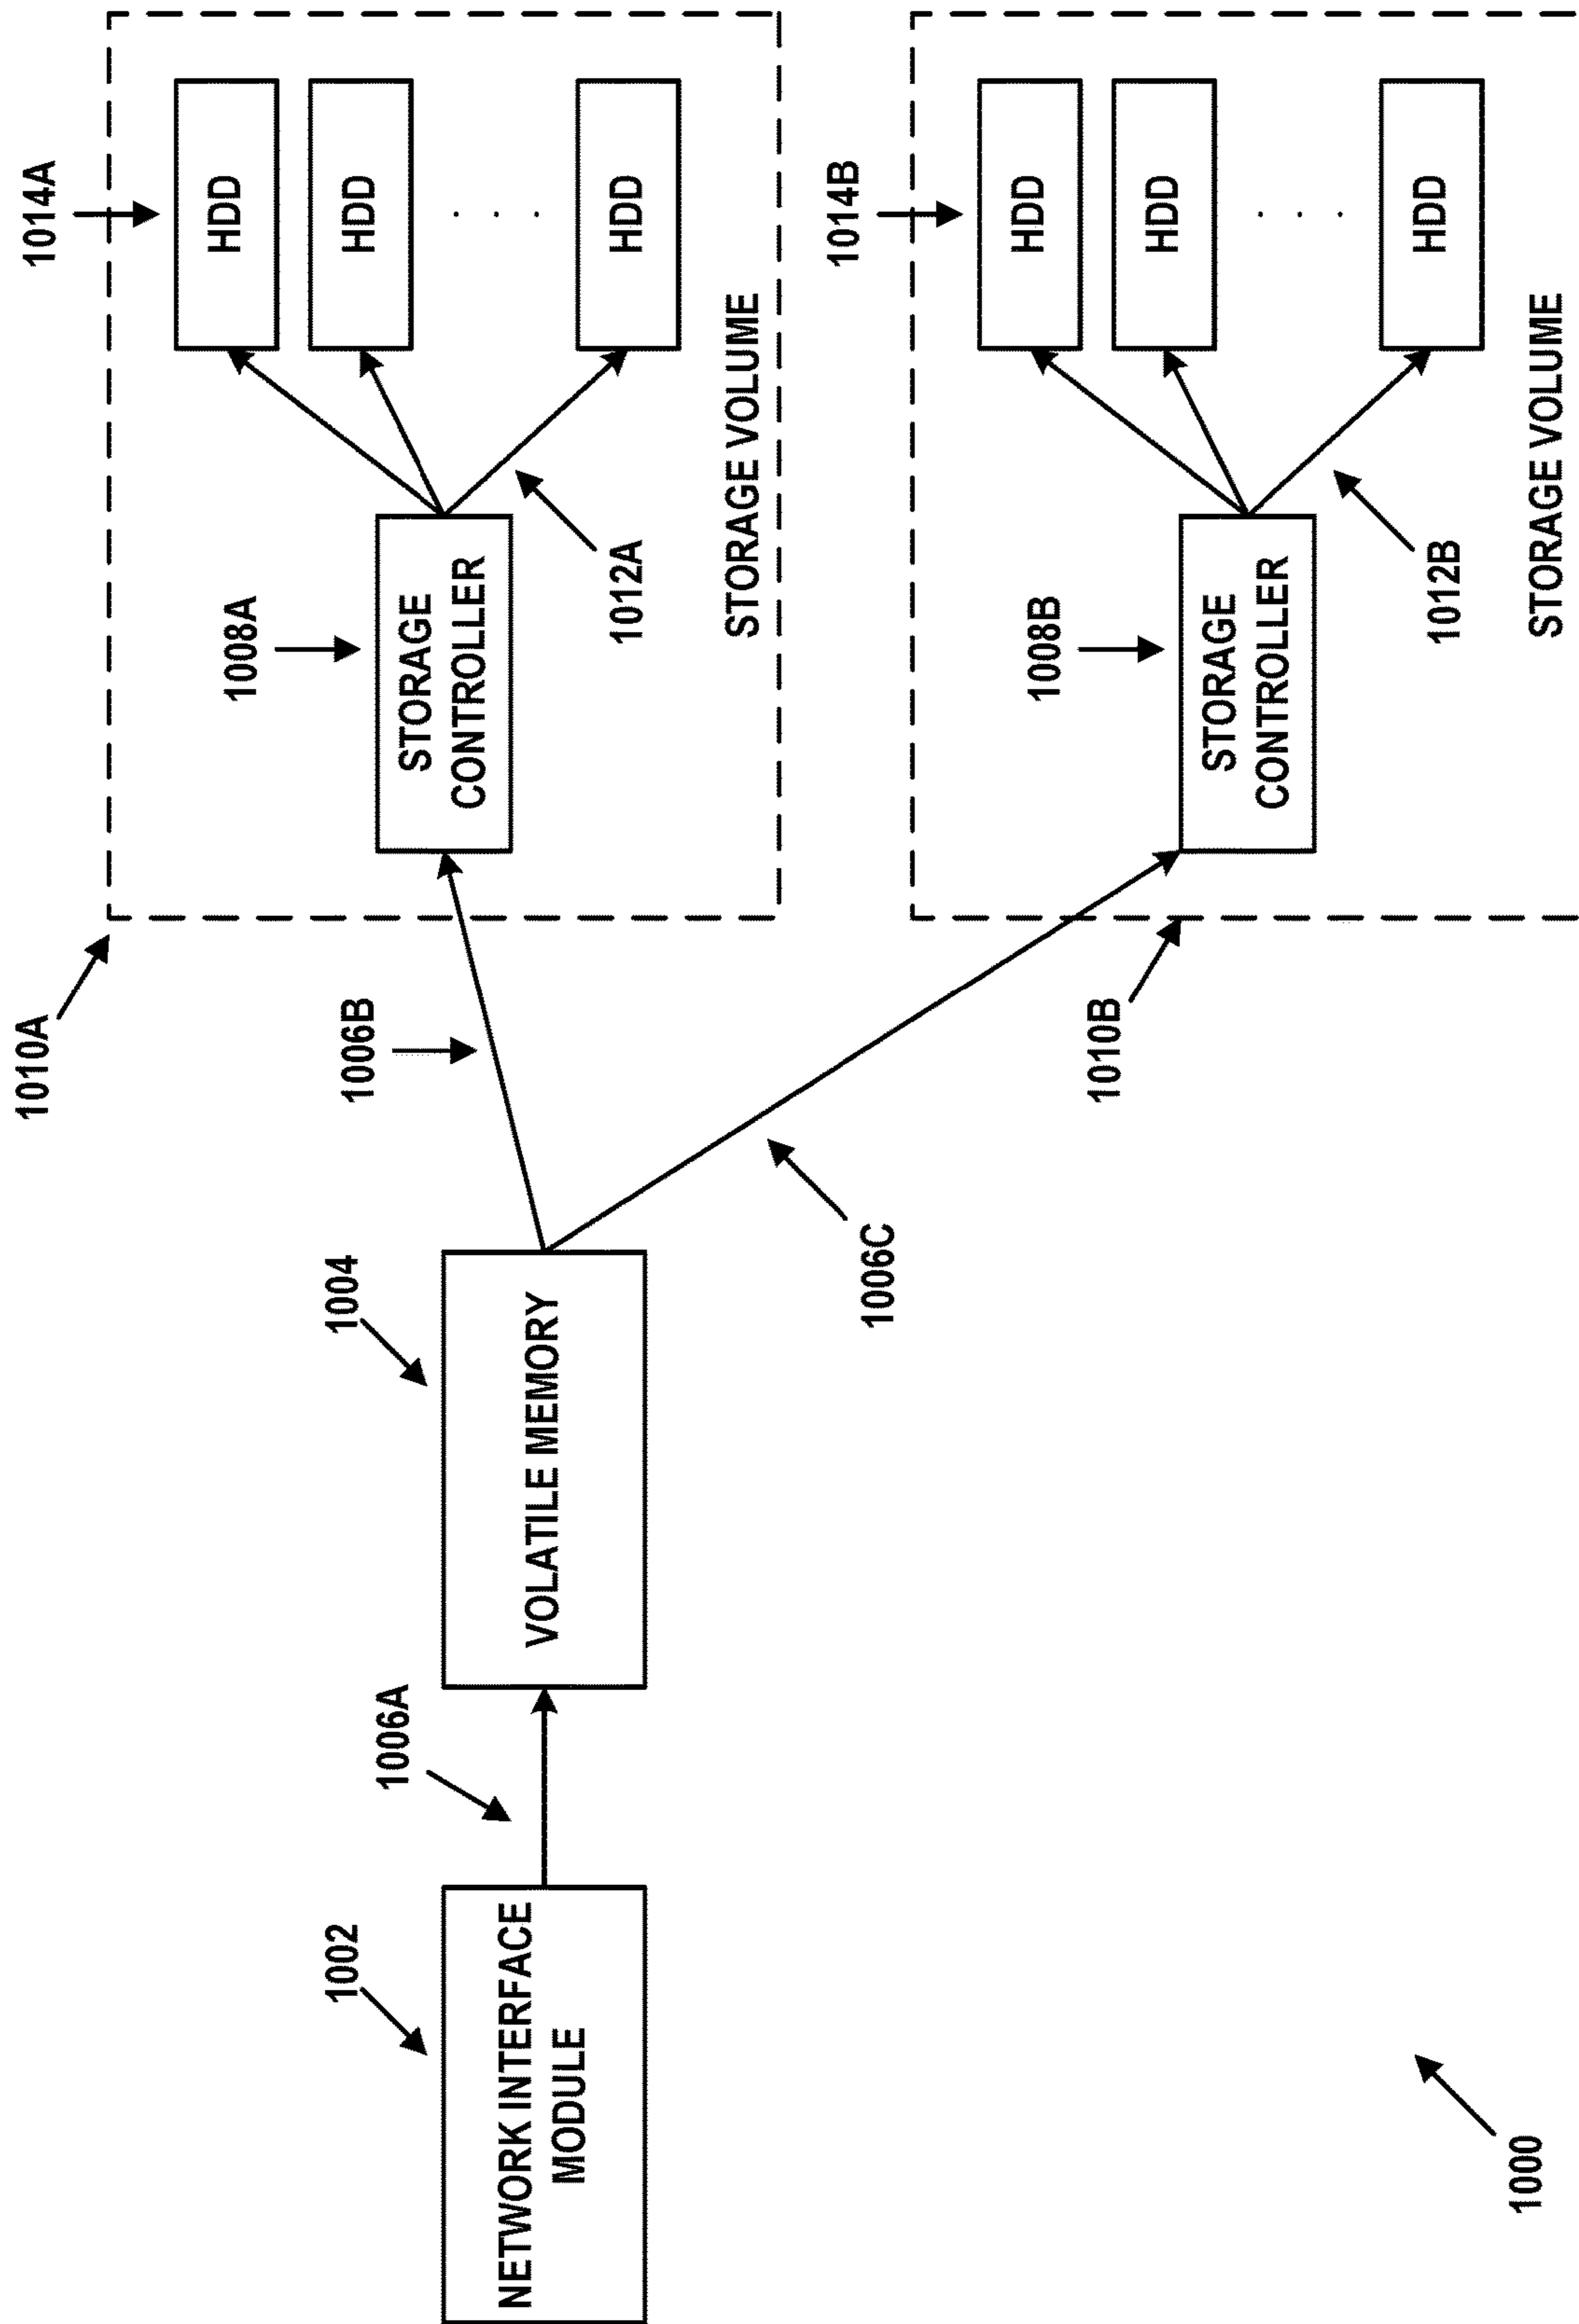 1010A
1014A
HDD
HDD
. . .
HDD
1008A
STORAGE
CONTROLLER
1012A
STORAGE VOLUME
1006B
1004
VOLATILE MEMORY
1006A
1002
NETWORK INTERFACE
MODULE
1006C
1010B
1014B
HDD
HDD
. . .
HDD
1008B
STORAGE
CONTROLLER
1012B
STORAGE VOLUME
1000